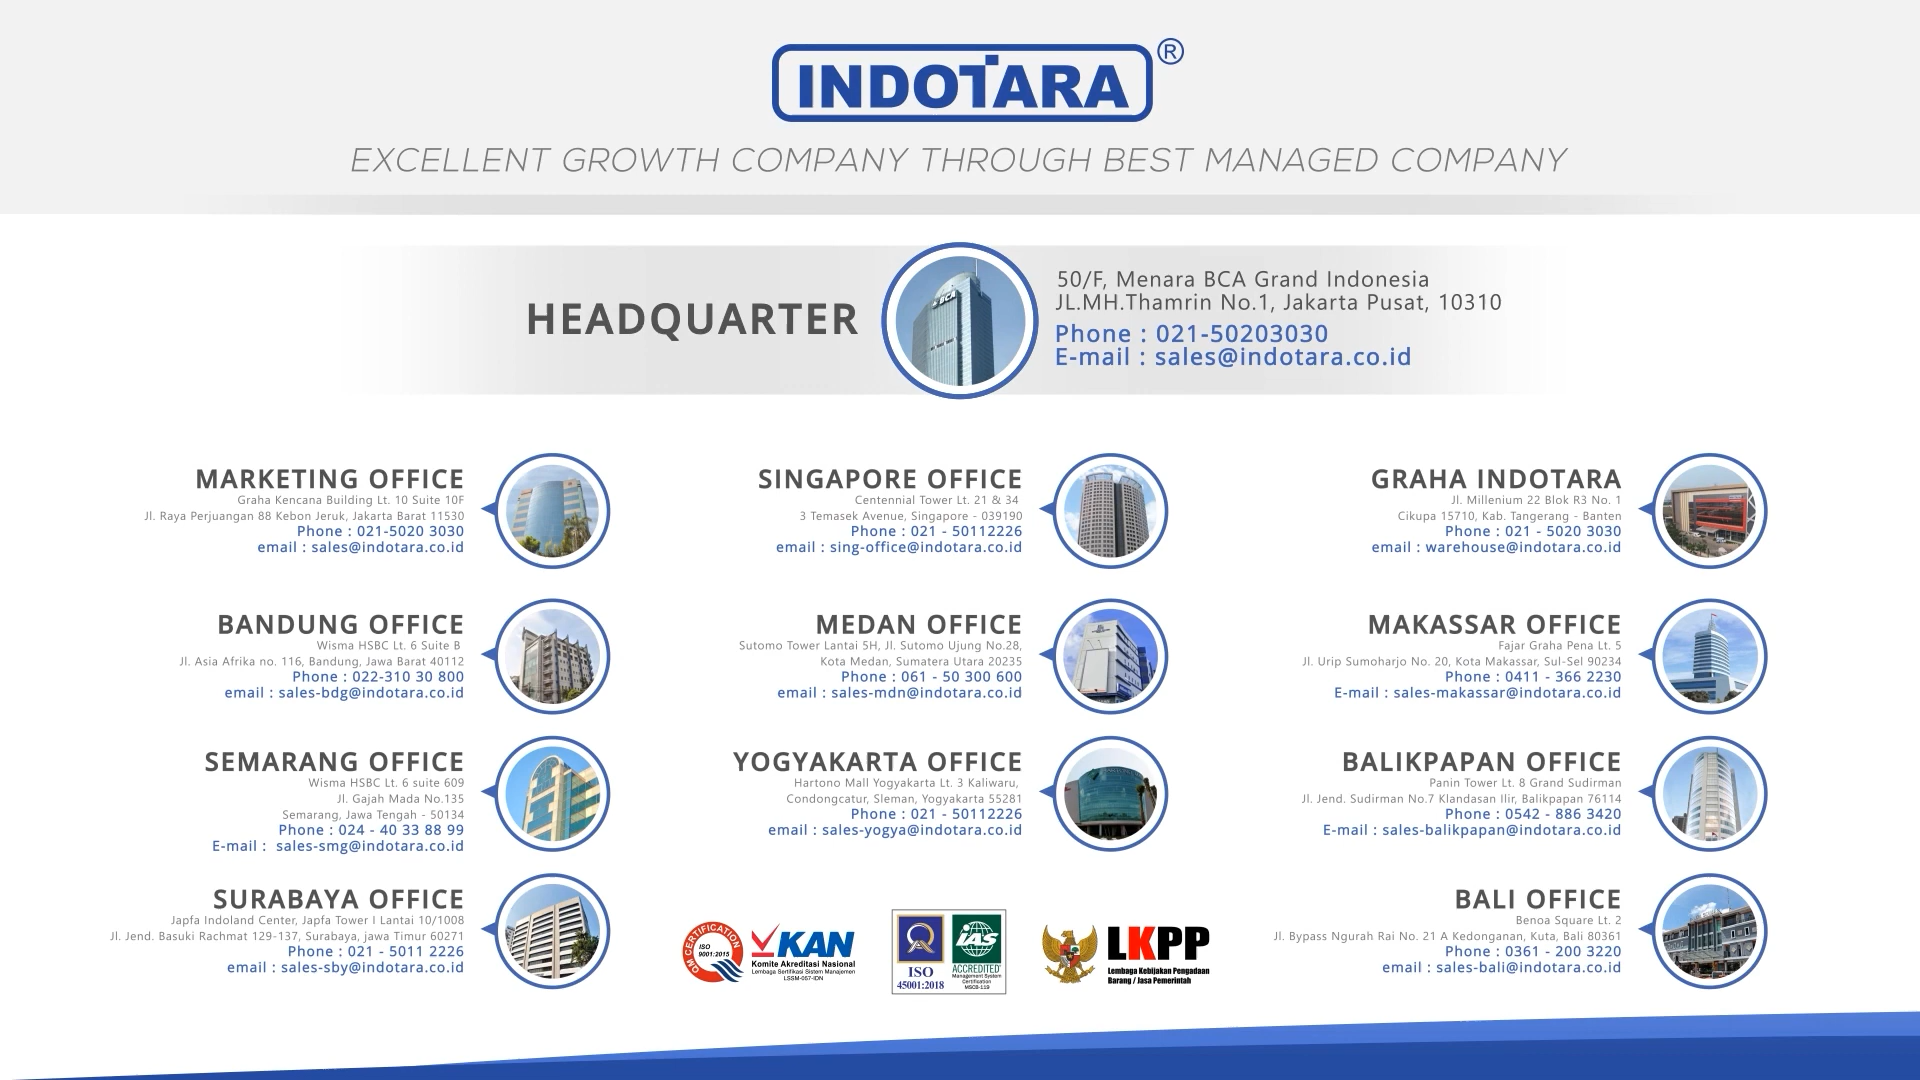 INDOTARA ®
EXCELLENT GROWTH COMPANY THROUGH BEST MANAGED COMPANY
HEADQUARTER
BCA
50/F, Menara BCA Grand Indonesia
JL.MH.Thamrin No.1, Jakarta Pusat, 10310
Phone : 021-50203030
E-mail : sales@indotara.co.id
MARKETING OFFICE
Graha Kencana Building Lt. 10 Suite 10F
Jl. Raya Perjuangan 88 Kebon Jeruk, Jakarta Barat 11530
Phone : 021-5020 3030
email : sales@indotara.co.id
SINGAPORE OFFICE
Centennial Tower Lt. 21 & 34
3 Temasek Avenue, Singapore - 039190
Phone : 021 - 50112226
email : sing-office@indotara.co.id
GRAHA INDOTARA
Jl. Millenium 22 Blok R3 No. 1
Cikupa 15710, Kab. Tangerang - Banten
Phone : 021 - 5020 3030
email : warehouse@indotara.co.id
BANDUNG OFFICE
Wisma HSBC Lt. 6 Suite B
Jl. Asia Afrika no. 116, Bandung, Jawa Barat 40112
Phone : 022-310 30 800
email : sales-bdg@indotara.co.id
MEDAN OFFICE
Sutomo Tower Lantai 5H, Jl. Sutomo Ujung No.28,
Kota Medan, Sumatera Utara 20235
Phone : 061 - 50 300 600
email : sales-mdn@indotara.co.id
MAKASSAR OFFICE
Fajar Graha Pena Lt. 5
Jl. Urip Sumoharjo No. 20, Kota Makassar, Sul-Sel 90234
Phone : 0411 - 366 2230
E-mail : sales-makassar@indotara.co.id
SEMARANG OFFICE
Wisma HSBC Lt. 6 suite 609
Jl. Gajah Mada No.135
Semarang, Jawa Tengah - 50134
Phone : 024 - 40 33 88 99
E-mail : sales-smg@indotara.co.id
YOGYAKARTA OFFICE
Hartono Mall Yogyakarta Lt. 3 Kaliwaru,
Condongcatur, Sleman, Yogyakarta 55281
Phone : 021 - 50112226
email : sales-yogya@indotara.co.id
BALIKPAPAN OFFICE
Panin Tower Lt. 8 Grand Sudirman
Jl. Jend. Sudirman No.7 Klandasan Ilir, Balikpapan 76114
Phone : 0542 - 886 3420
E-mail : sales-balikpapan@indotara.co.id
SURABAYA OFFICE
Japfa Indoland Center, Japfa Tower I Lantai 10/1008
Jl. Jend. Basuki Rachmat 129-137, Surabaya, jawa Timur 60271
Phone : 021 - 5011 2226
email : sales-sby@indotara.co.id
QM CERTIFICATION
ISO
9001:2015
KAN
Komite Akreditasi Nasional
Lembaga Sertifikasi Sistem Manajemen
LSSM-057-IDN
QA
ISO
45001:2018
IAS
ACCREDITED
Management System
Certification
MSCB-119
LKPP
Lembaga Kebijakan Pengadaan
Barang / Jasa Pemerintah
BALI OFFICE
Benoa Square Lt. 2
Jl. Bypass Ngurah Rai No. 21 A Kedonganan, Kuta, Bali 80361
Phone : 0361 - 200 3220
email : sales-bali@indotara.co.id